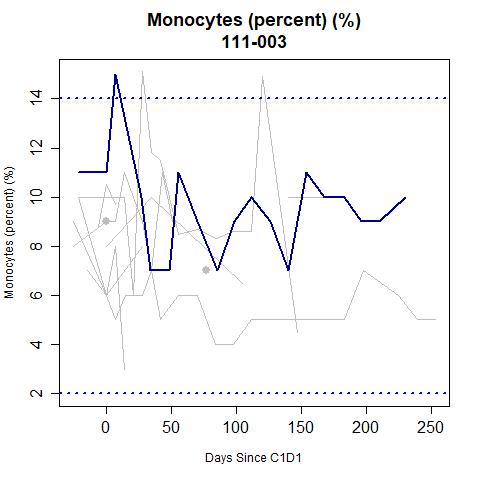 Monocytes (percent) (%)
111-003
14
12
10
8
6
4
2
Monocytes (percent) (%)
0 50 100 150 200 250
Days Since C1D1